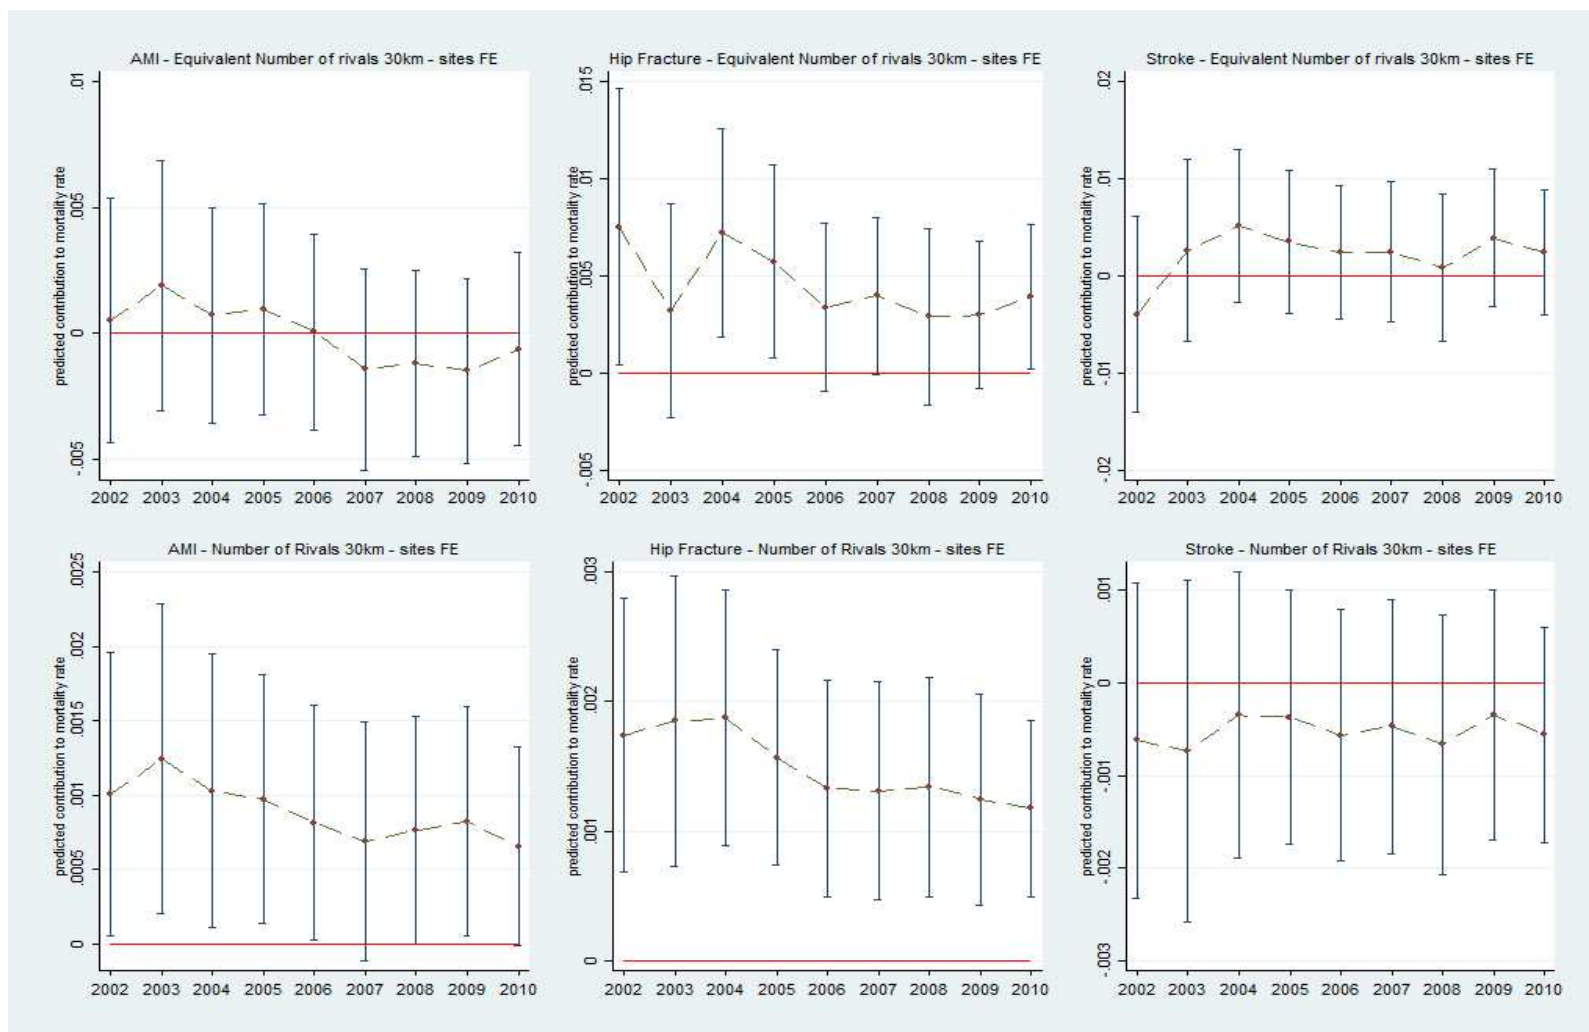 AMI - Equivalent Number of rivals 30km - sites FE
predicted contribution to mortality rate
.01
.005
0
-.005
2002 2003 2004 2005 2006 2007 2008 2009 2010
Hip Fracture - Equivalent Number of rivals 30km - sites FE
predicted contribution to mortality rate
.015
.01
.005
0
-.005
2002 2003 2004 2005 2006 2007 2008 2009 2010
Stroke - Equivalent Number of rivals 30km - sites FE
predicted contribution to mortality rate
.02
.01
0
-.01
-.02
2002 2003 2004 2005 2006 2007 2008 2009 2010
AMI - Number of Rivals 30km - sites FE
predicted contribution to mortality rate
.0025
.002
.0015
.001
.0005
0
2002 2003 2004 2005 2006 2007 2008 2009 2010
Hip Fracture - Number of Rivals 30km - sites FE
predicted contribution to mortality rate
.003
.002
.001
0
2002 2003 2004 2005 2006 2007 2008 2009 2010
Stroke - Number of Rivals 30km - sites FE
predicted contribution to mortality rate
.001
0
-.001
-.002
-.003
2002 2003 2004 2005 2006 2007 2008 2009 2010